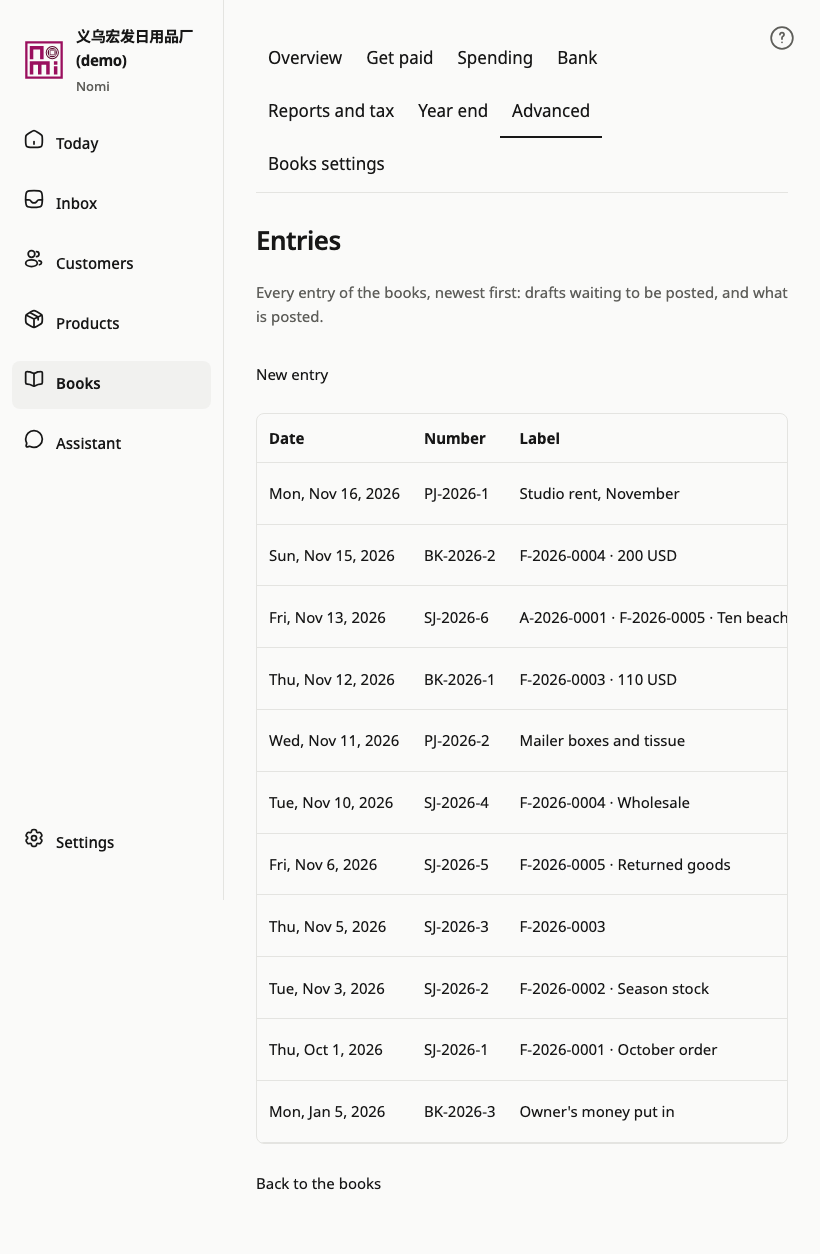 义乌宏发日用品厂
(demo)
Nomi
Today
Inbox
Customers
Products
Books
Assistant
Settings
Overview Get paid Spending Bank
Reports and tax Year end Advanced
Books settings
Entries
Every entry of the books, newest first: drafts waiting to be posted, and what
is posted.
New entry
Date Number Label
Mon, Nov 16, 2026 PJ-2026-1 Studio rent, November
Sun, Nov 15, 2026 BK-2026-2 F-2026-0004 · 200 USD
Fri, Nov 13, 2026 SJ-2026-6 A-2026-0001 · F-2026-0005 · Ten beach
Thu, Nov 12, 2026 BK-2026-1 F-2026-0003 · 110 USD
Wed, Nov 11, 2026 PJ-2026-2 Mailer boxes and tissue
Tue, Nov 10, 2026 SJ-2026-4 F-2026-0004 · Wholesale
Fri, Nov 6, 2026 SJ-2026-5 F-2026-0005 · Returned goods
Thu, Nov 5, 2026 SJ-2026-3 F-2026-0003
Tue, Nov 3, 2026 SJ-2026-2 F-2026-0002 · Season stock
Thu, Oct 1, 2026 SJ-2026-1 F-2026-0001 · October order
Mon, Jan 5, 2026 BK-2026-3 Owner's money put in
Back to the books